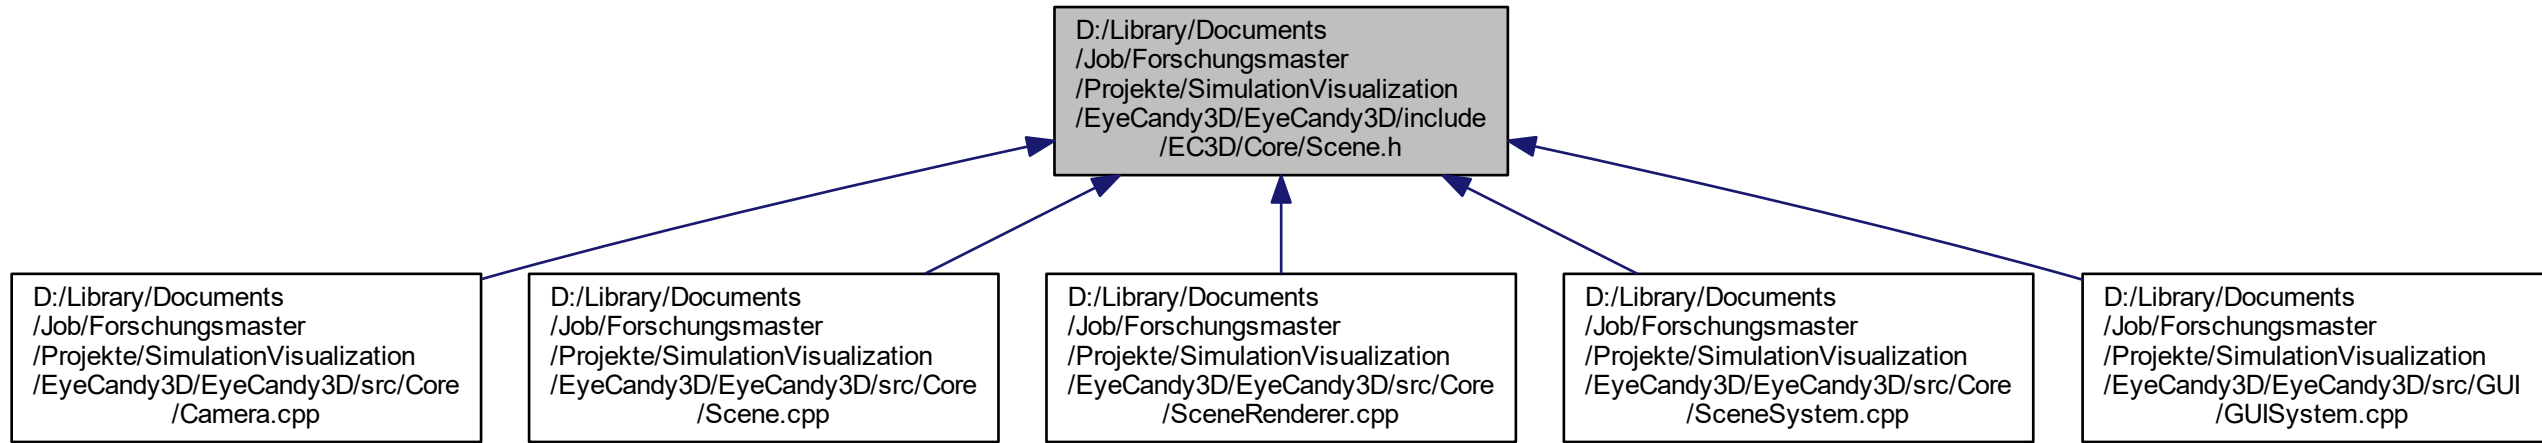 D:/Library/Documents
/Job/Forschungsmaster
/Projekte/SimulationVisualization
/EyeCandy3D/EyeCandy3D/include
/EC3D/Core/Scene.h
D:/Library/Documents
/Job/Forschungsmaster
/Projekte/SimulationVisualization
/EyeCandy3D/EyeCandy3D/src/Core
/Camera.cpp
D:/Library/Documents
/Job/Forschungsmaster
/Projekte/SimulationVisualization
/EyeCandy3D/EyeCandy3D/src/Core
/Scene.cpp
D:/Library/Documents
/Job/Forschungsmaster
/Projekte/SimulationVisualization
/EyeCandy3D/EyeCandy3D/src/Core
/SceneRenderer.cpp
D:/Library/Documents
/Job/Forschungsmaster
/Projekte/SimulationVisualization
/EyeCandy3D/EyeCandy3D/src/Core
/SceneSystem.cpp
D:/Library/Documents
/Job/Forschungsmaster
/Projekte/SimulationVisualization
/EyeCandy3D/EyeCandy3D/src/GUI
/GUISystem.cpp